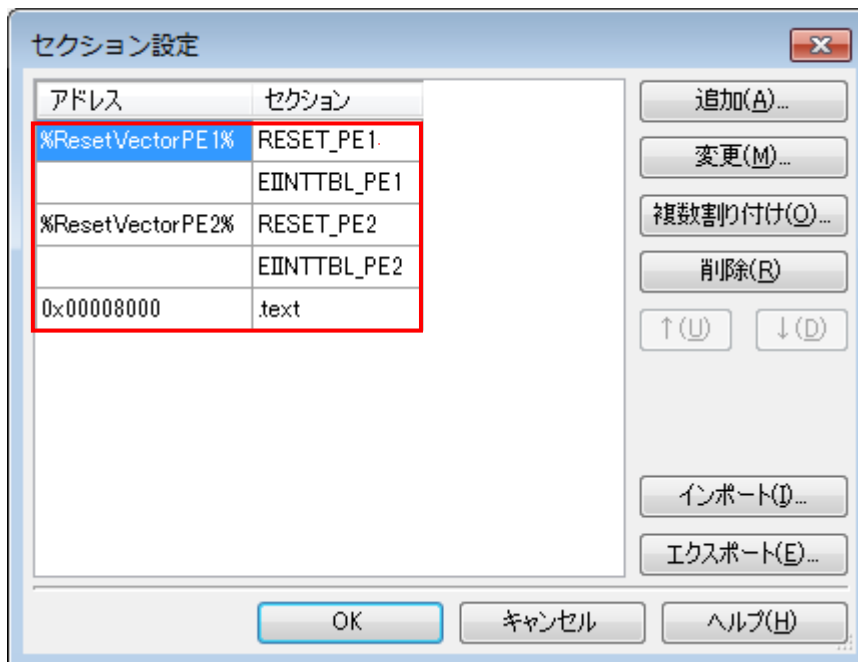 セクション設定
アドレス セクション
%ResetVectorPE1% RESET_PE1
EIINTTBL_PE1
%ResetVectorPE2% RESET_PE2
EIINTTBL_PE2
0x00008000 .text
追加(A)...
変更(M)...
複数割り付け(O)...
削除(R)
↑(U) ↓(D)
インポート(I)...
エクスポート(E)...
OK キャンセル ヘルプ(H)